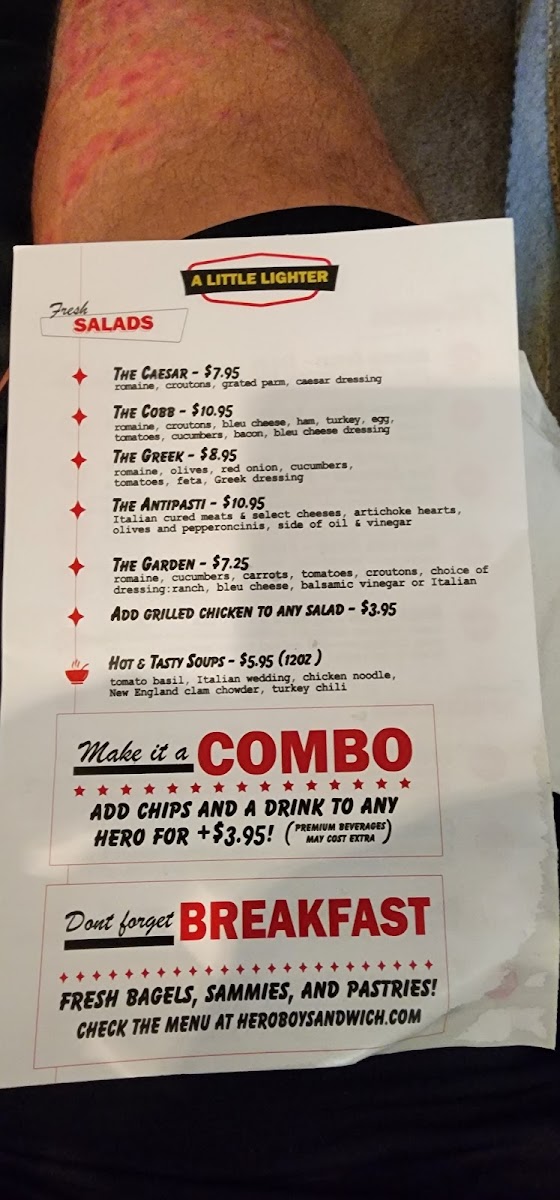 A LITTLE LIGHTER
Fresh
SALADS
THE CAESAR - $7.95
romaine, croutons, grated parm, caesar dressing
THE COBB - $10.95
romaine, croutons, bleu cheese, ham, turkey, egg,
tomatoes, cucumbers, bacon, bleu cheese dressing
THE GREEK - $8.95
romaine, olives, red onion, cucumbers,
tomatoes, feta, Greek dressing
THE ANTIPASTI - $10.95
Italian cured meats & select cheeses, artichoke hearts,
olives and pepperoncinis, side of oil & vinegar
THE GARDEN - $7.25
romaine, cucumbers, carrots, tomatoes, croutons, choice of
dressing:ranch, bleu cheese, balsamic vinegar or Italian
ADD GRILLED CHICKEN TO ANY SALAD - $3.95
HOT & TASTY SOUPS - $5.95 (12OZ)
tomato basil, Italian wedding, chicken noodle,
New England clam chowder, turkey chili
Make it a COMBO
ADD CHIPS AND A DRINK TO ANY
HERO FOR +$3.95! (PREMIUM BEVERAGES
MAY COST EXTRA)
Dont forget BREAKFAST
FRESH BAGELS, SAMMIES, AND PASTRIES!
CHECK THE MENU AT HEROBOYSANDWICH.COM